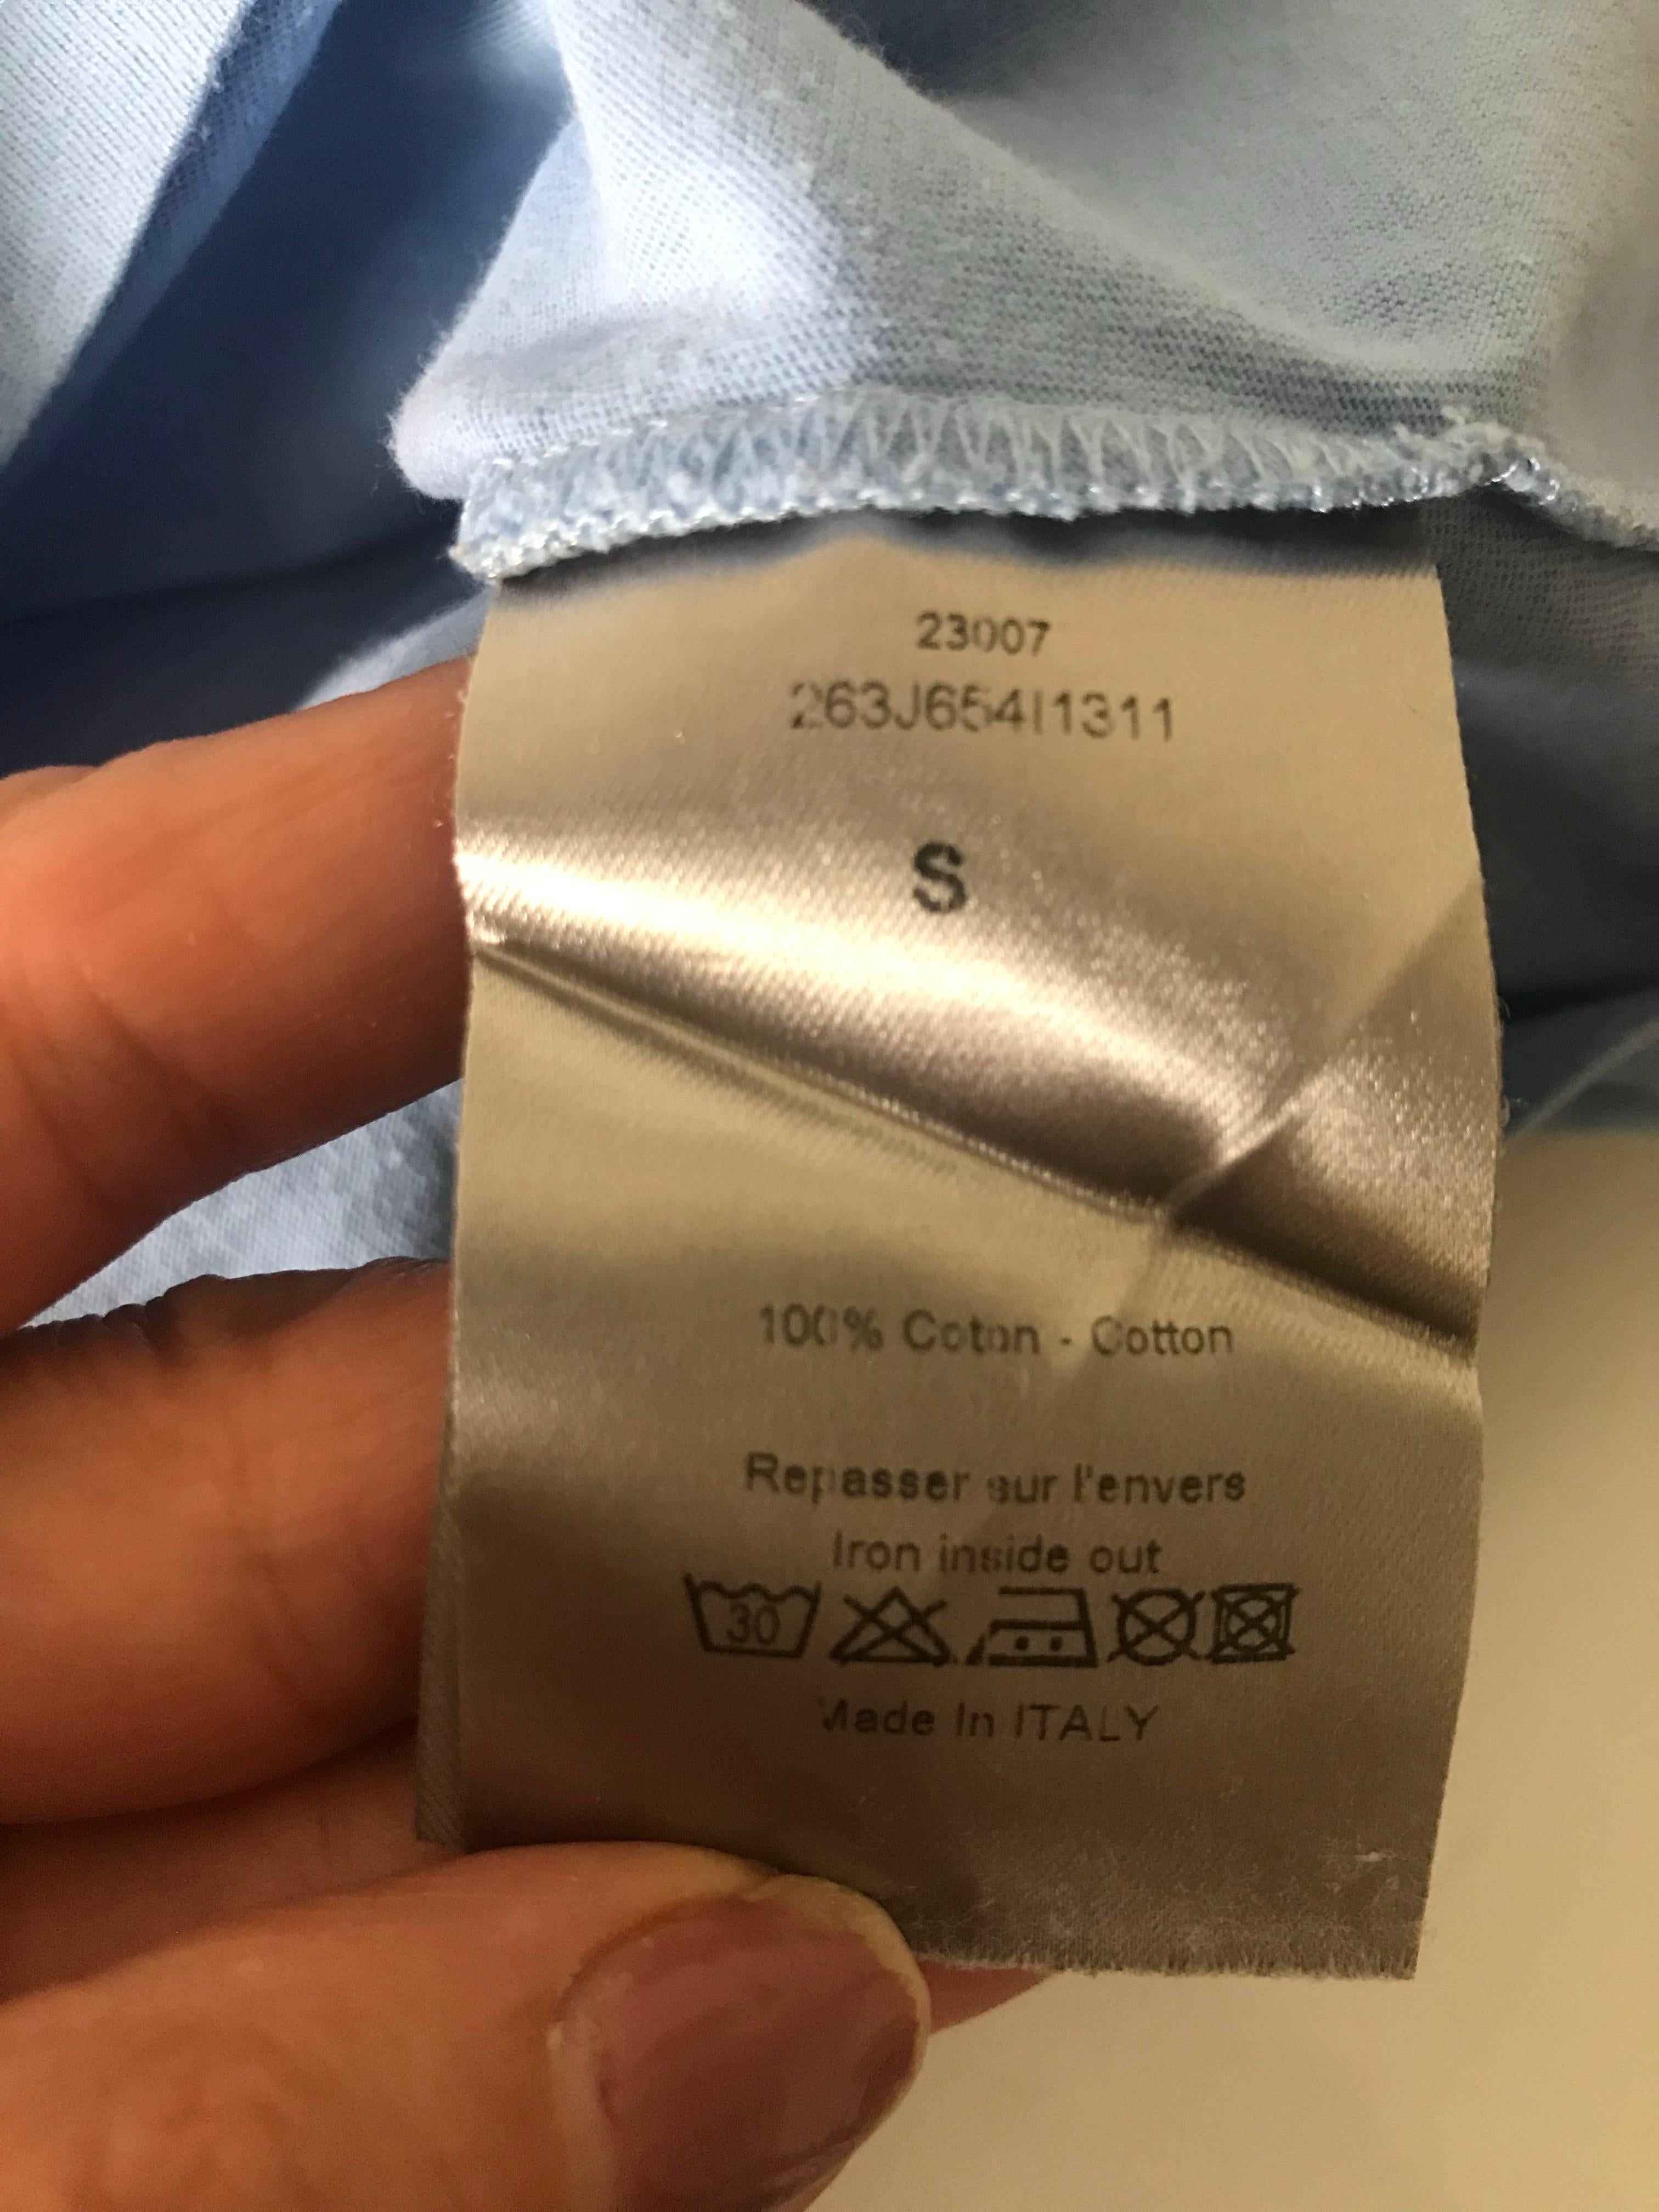 23007
263J654I1311
S
100% Coton - Cotton
Repasser sur l'envers
Iron inside out
30
Made In ITALY